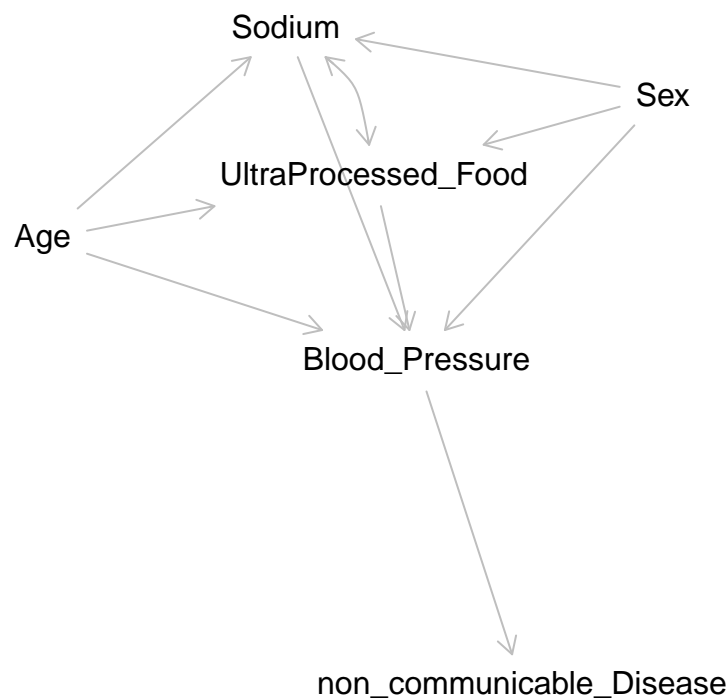 Sodium
Sex
UltraProcessed_Food
Age
Blood_Pressure
non_communicable_Disease